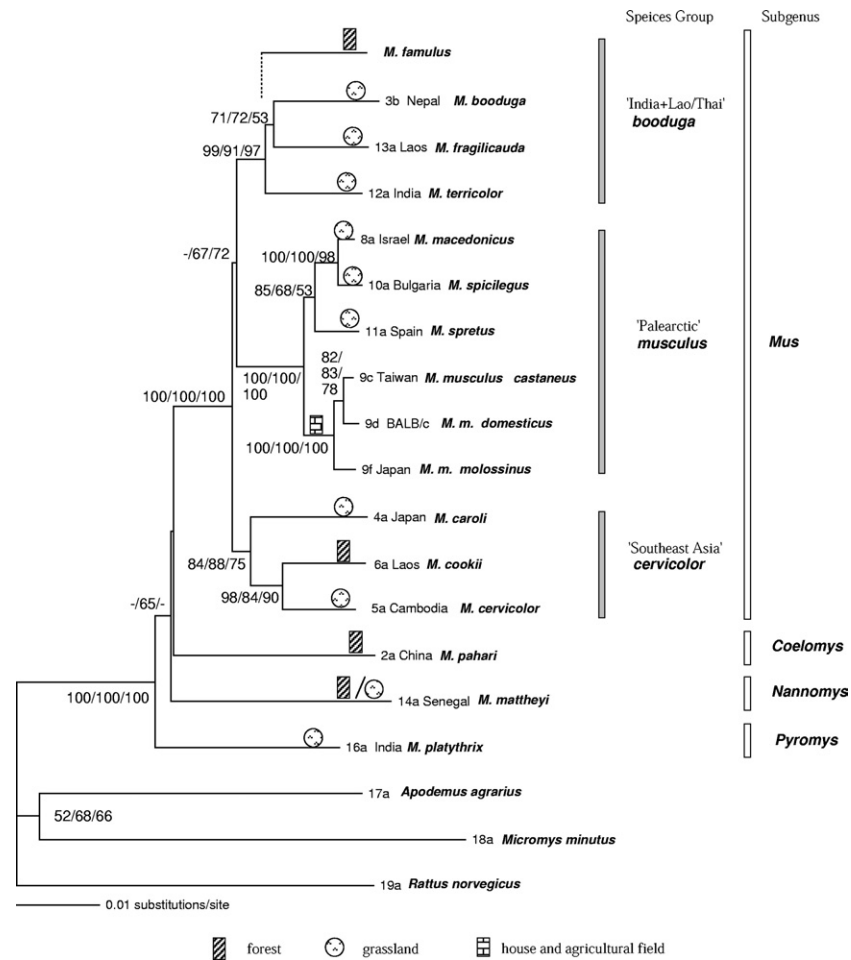 Speices Group Subgenus
M. famulus
3b Nepal M. booduga
71/72/53
'India+Lao/Thai'
booduga
13a Laos M. fragilicauda
99/91/97
12a India M. terricolor
8a Israel M. macedonicus
-/67/72
100/100/98
10a Bulgaria M. spicilegus
85/68/53
11a Spain M. spretus
'Palearctic'
musculus
Mus
82/
83/
78
9c Taiwan M. musculus castaneus
100/100/
100
100/100/100
9d BALB/c M. m. domesticus
100/100/100
9f Japan M. m. molossinus
4a Japan M. caroli
'Southeast Asia'
cervicolor
84/88/75
6a Laos M. cookii
98/84/90
5a Cambodia M. cervicolor
-/65/-
2a China M. pahari
Coelomys
100/100/100
14a Senegal M. mattheyi
Nannomys
16a India M. platythrix
Pyromys
17a Apodemus agrarius
52/68/66
18a Micromys minutus
19a Rattus norvegicus
0.01 substitutions/site
forest grassland house and agricultural field